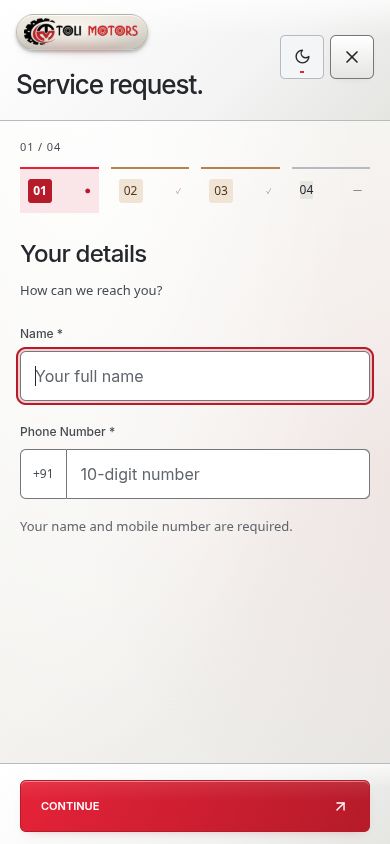 TOLI MOTORS
Service request.
01 / 04
01
02 ✓
03 ✓
04 —
Your details
How can we reach you?
Name *
Your full name
Phone Number *
+91 10-digit number
Your name and mobile number are required.
CONTINUE